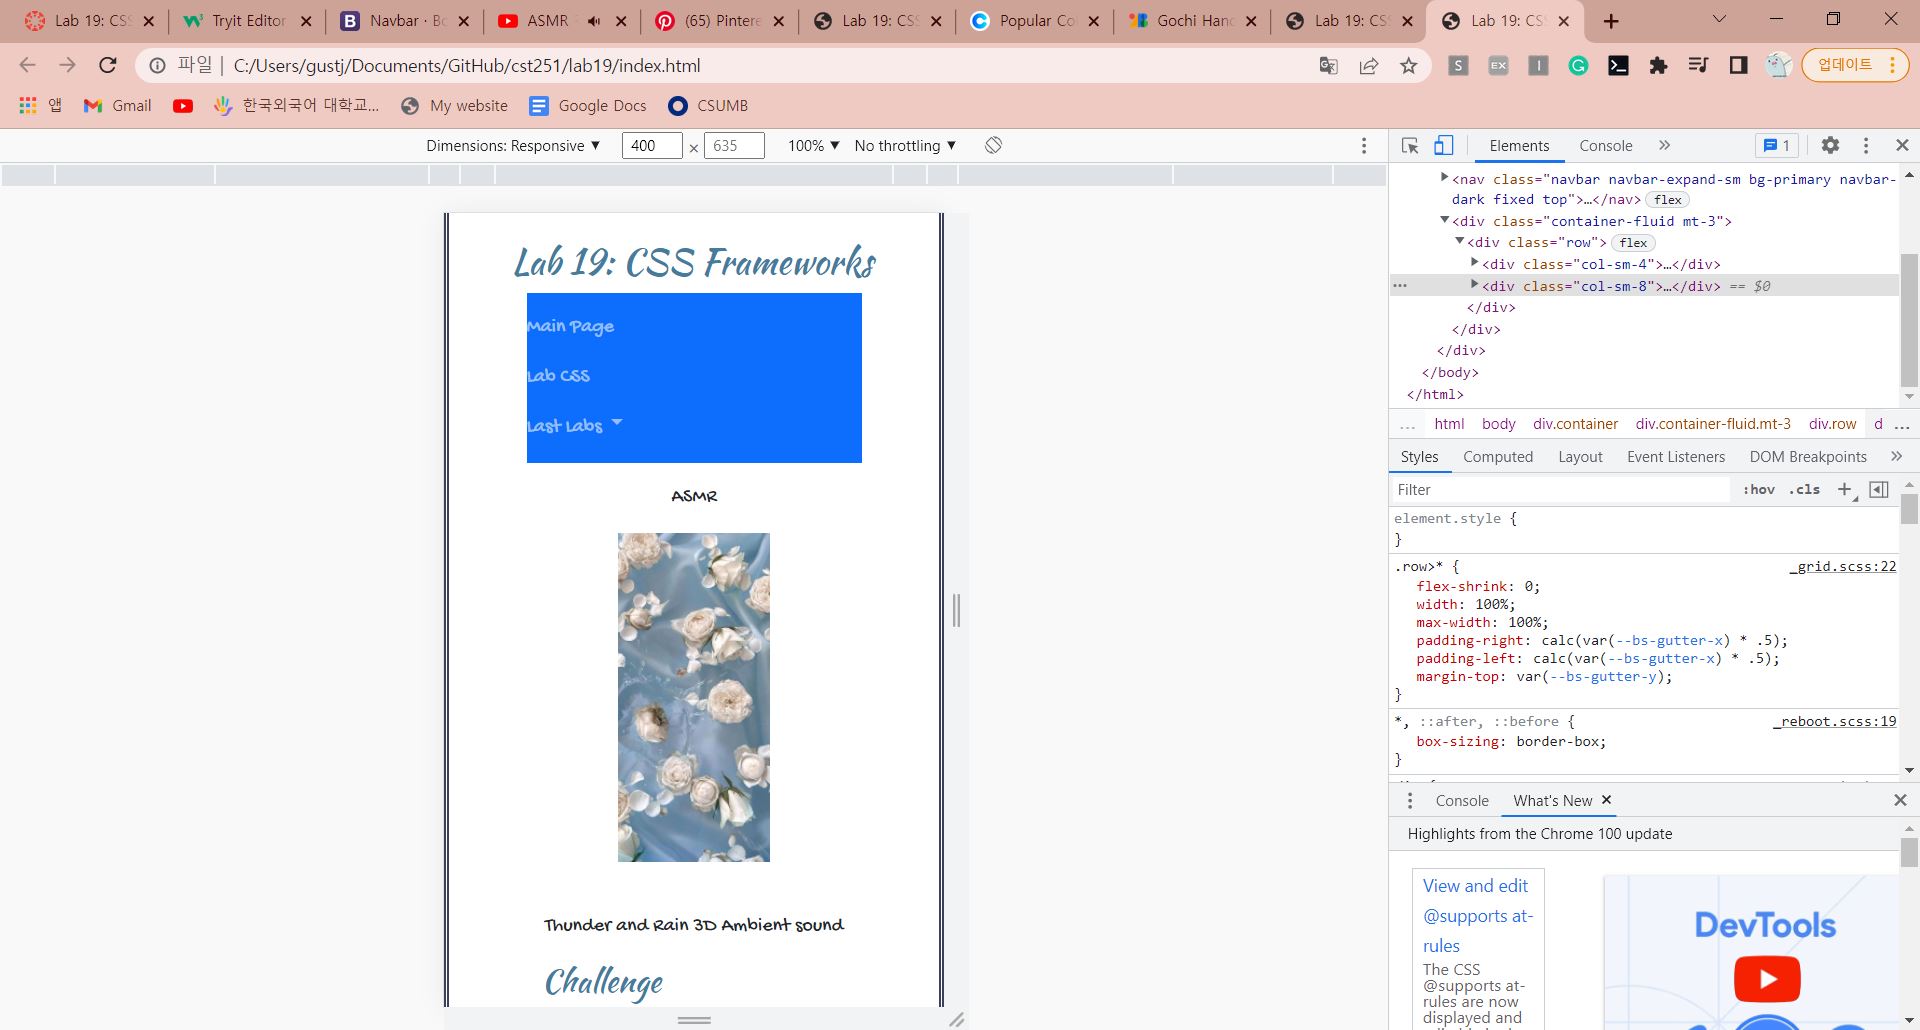 Lab 19: CSS
Tryit Editor
Navbar · Bo
ASMR
(65) Pintere
Lab 19: CSS
Popular Co
Gochi Hand
Lab 19: CSS
Lab 19: CSS
파일 | C:/Users/gustj/Documents/GitHub/cst251/lab19/index.html
업데이트
앱 Gmail 한국외국어 대학교... My website Google Docs CSUMB
Dimensions: Responsive ▼ 400 × 635 100% ▼ No throttling ▼
Lab 19: CSS Frameworks
Main Page
Lab CSS
Last Labs
ASMR
Thunder and Rain 3D Ambient sound
Challenge
Elements Console » 1
<nav class="navbar navbar-expand-sm bg-primary navbar-
dark fixed top">…</nav> flex
<div class="container-fluid mt-3">
<div class="row"> flex
<div class="col-sm-4">…</div>
<div class="col-sm-8">…</div> == $0
</div>
</div>
</div>
</body>
</html>
… html body div.container div.container-fluid.mt-3 div.row d …
Styles Computed Layout Event Listeners DOM Breakpoints »
Filter :hov .cls +
element.style {
}
.row>* { _grid.scss:22
flex-shrink: 0;
width: 100%;
max-width: 100%;
padding-right: calc(var(--bs-gutter-x) * .5);
padding-left: calc(var(--bs-gutter-x) * .5);
margin-top: var(--bs-gutter-y);
}
*, ::after, ::before { _reboot.scss:19
box-sizing: border-box;
}
Console What's New ×
Highlights from the Chrome 100 update
View and edit
@supports at-
rules
The CSS
@supports at-
rules are now
displayed and
DevTools